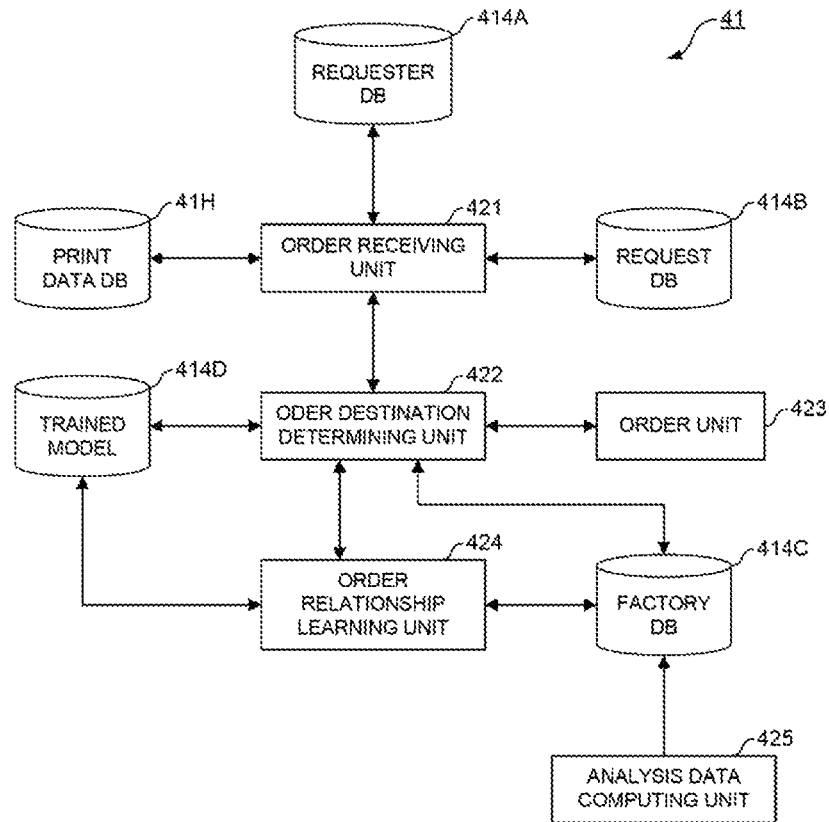 414A
41
REQUESTER
DB
41H
421
414B
PRINT
DATA DB
ORDER RECEIVING
UNIT
REQUEST
DB
414D
422
TRAINED
MODEL
ODER DESTINATION
DETERMINING UNIT
ORDER UNIT
423
424
414C
ORDER
RELATIONSHIP
LEARNING UNIT
FACTORY
DB
425
ANALYSIS DATA
COMPUTING UNIT